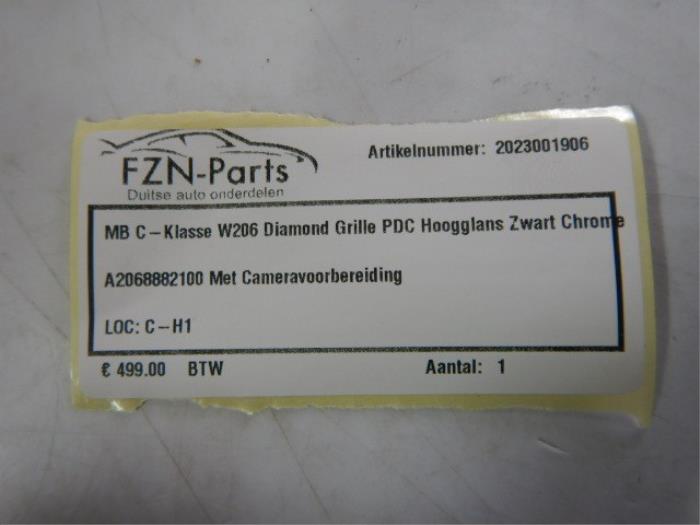 FZN-Parts
Duitse auto onderdelen
Artikelnummer: 2023001906
MB C-Klasse W206 Diamond Grille PDC Hoogglans Zwart Chrome
A2068882100 Met Cameravoorbereiding
LOC: C-H1
€ 499.00 BTW Aantal: 1